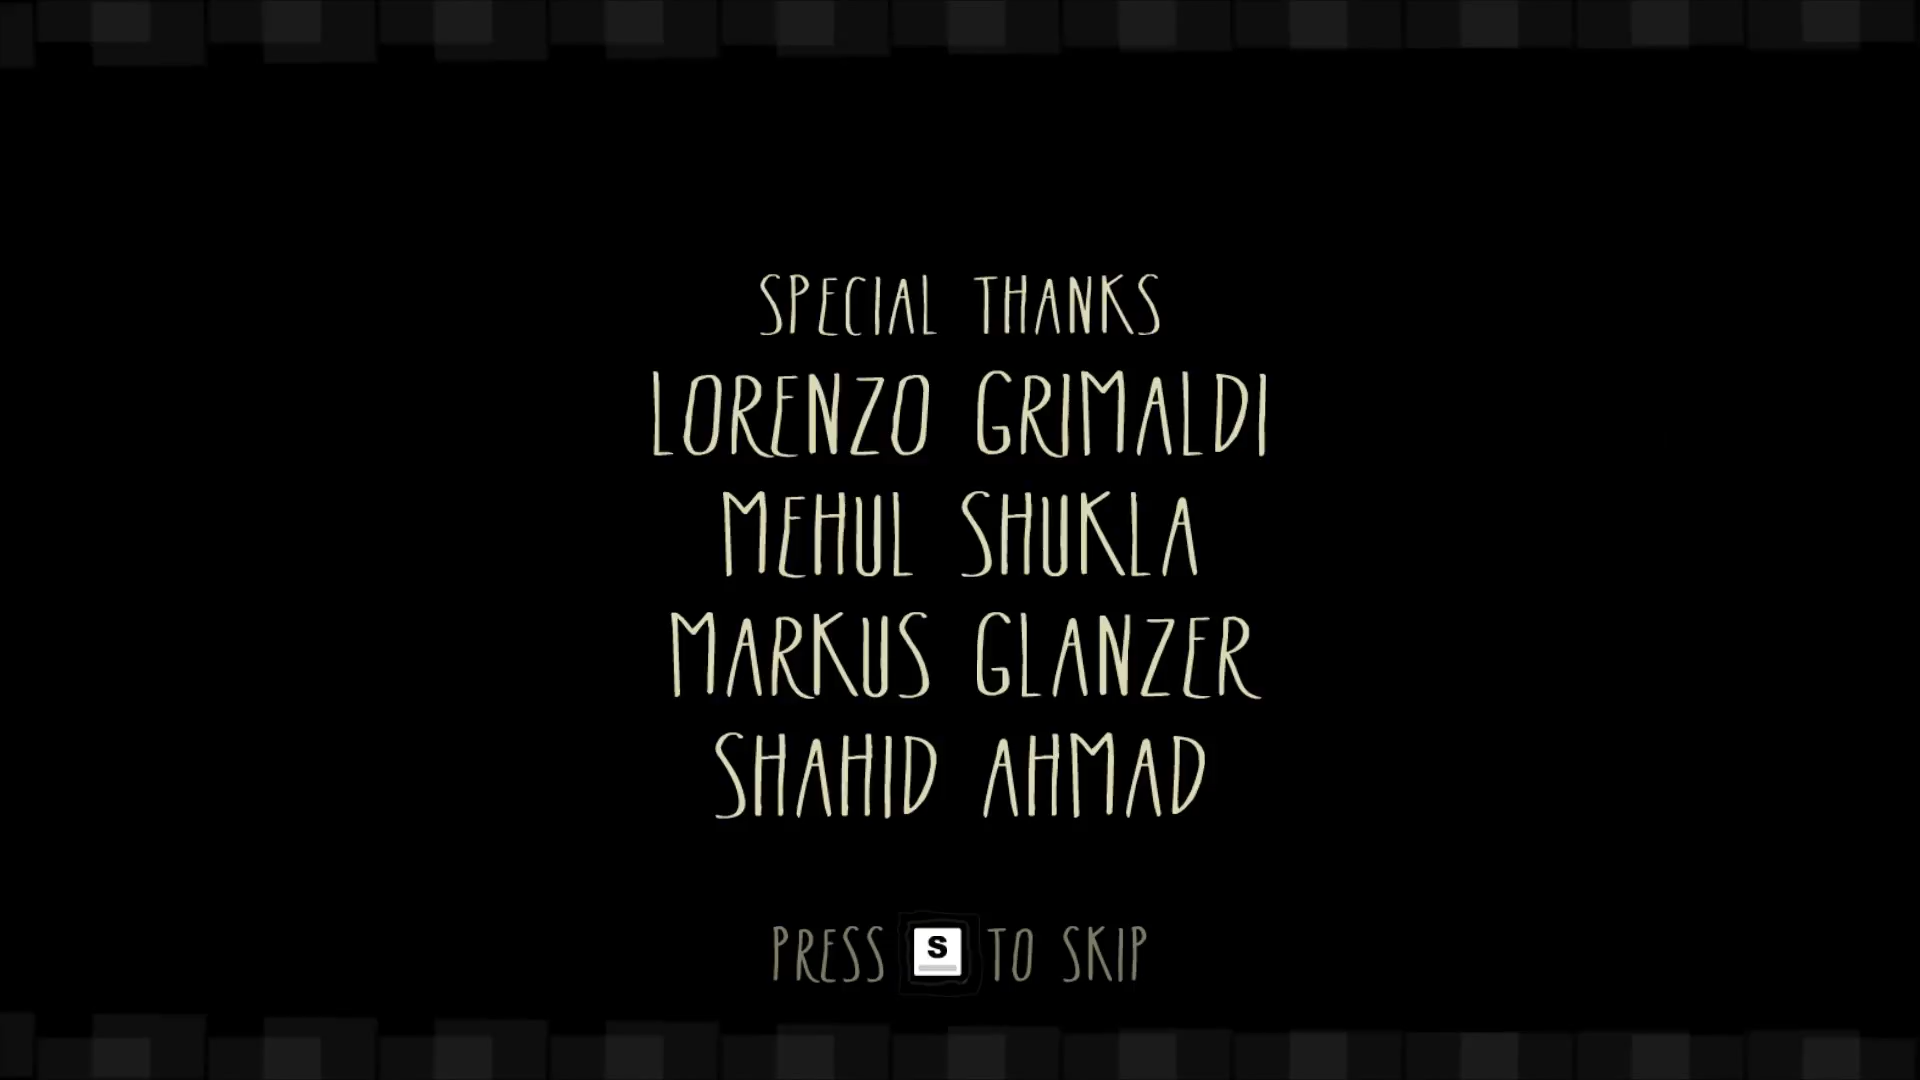 SPECIAL THANKS
LORENZO GRIMALDI
MEHUL SHUKLA
MARKUS GLANZER
SHAHID AHMAD
PRESS S TO SKIP